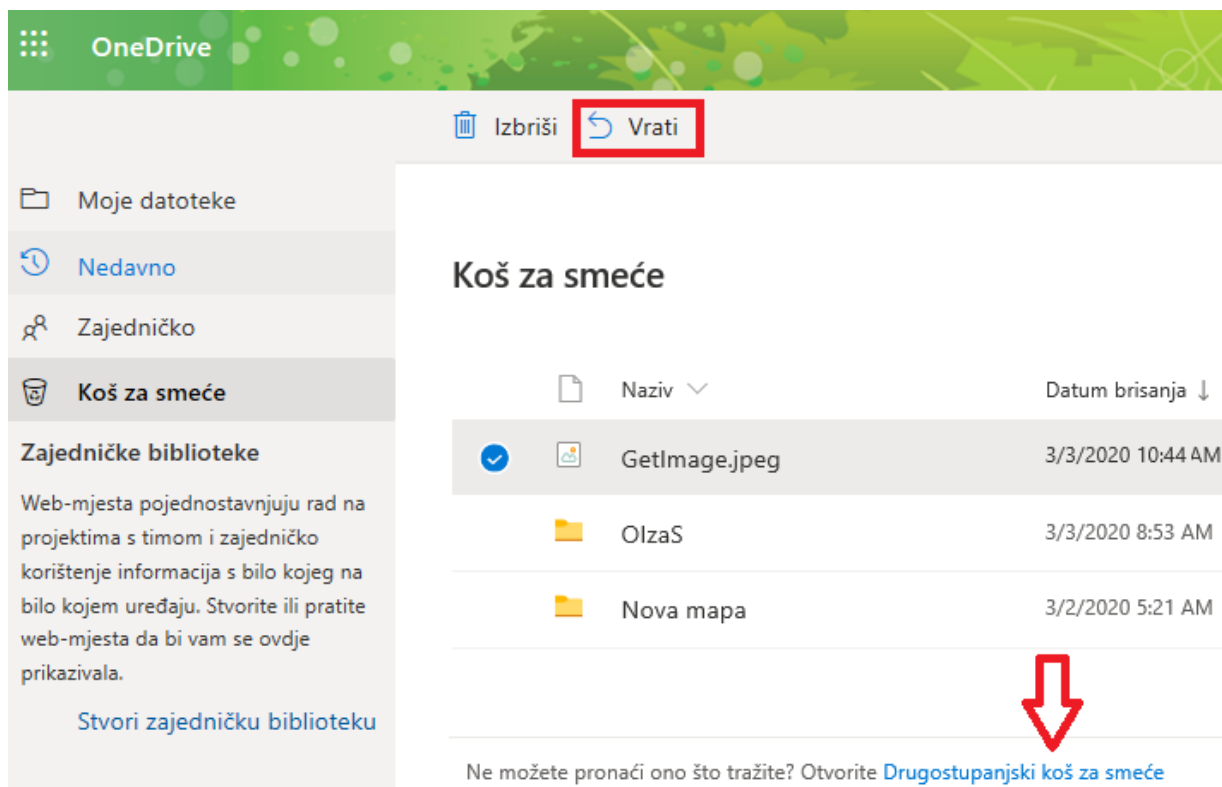 OneDrive
Izbriši Vrati
Moje datoteke
Nedavno
Zajedničko
Koš za smeće
Zajedničke biblioteke
Web-mjesta pojednostavnjuju rad na
projektima s timom i zajedničko
korištenje informacija s bilo kojeg na
bilo kojem uređaju. Stvorite ili pratite
web-mjesta da bi vam se ovdje
prikazivala.
Stvori zajedničku biblioteku
Koš za smeće
Naziv Datum brisanja
GetImage.jpeg 3/3/2020 10:44 AM
OIzaS 3/3/2020 8:53 AM
Nova mapa 3/2/2020 5:21 AM
Ne možete pronaći ono što tražite? Otvorite Drugostupanjski koš za smeće